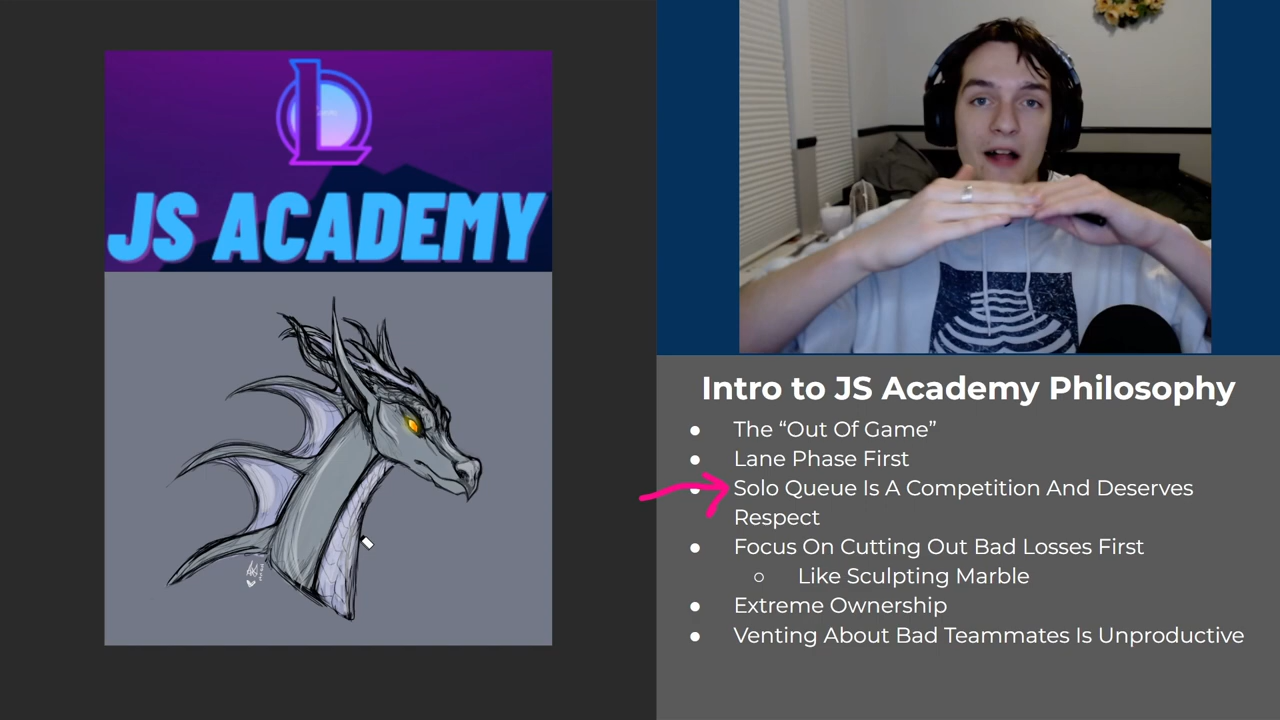 JS ACADEMY
Intro to JS Academy Philosophy
● The “Out Of Game”
● Lane Phase First
● Solo Queue Is A Competition And Deserves
Respect
● Focus On Cutting Out Bad Losses First
○ Like Sculpting Marble
● Extreme Ownership
● Venting About Bad Teammates Is Unproductive